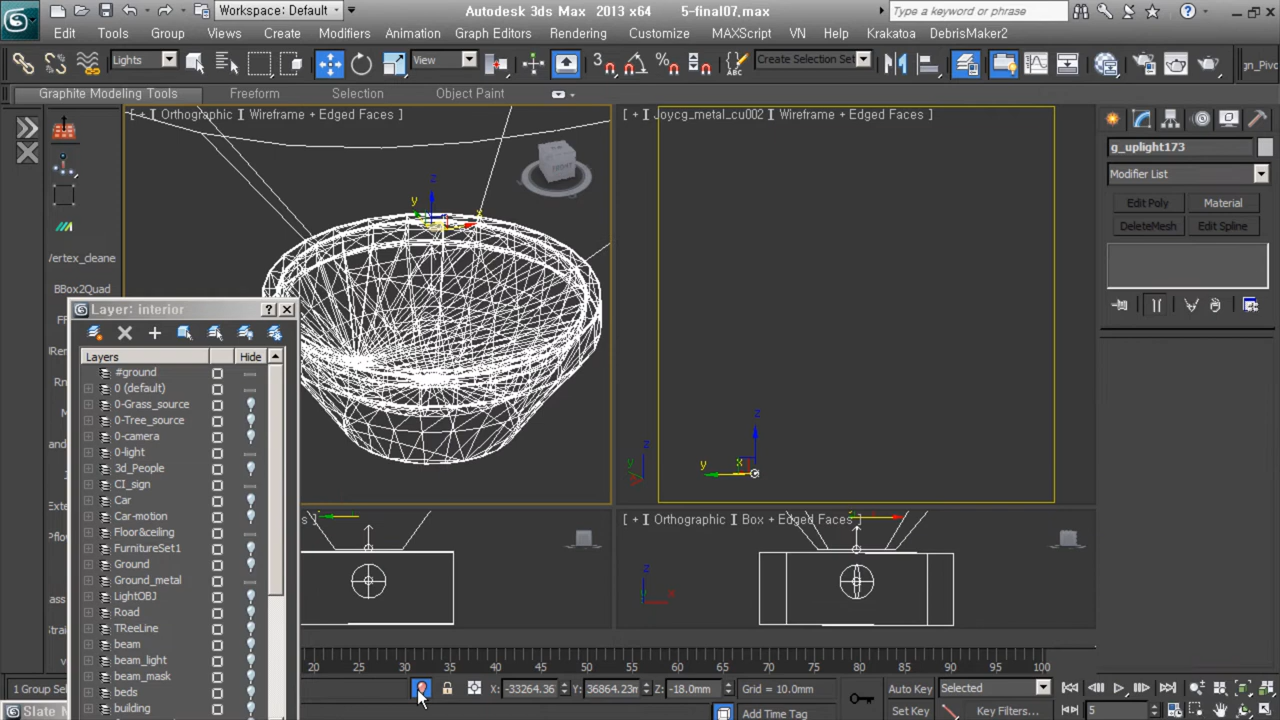 Workspace: Default
Autodesk 3ds Max 2013 x64
5-final07.max
Type a keyword or phrase
Edit Tools Group Views Create Modifiers Animation Graph Editors Rendering Customize MAXScript VN Help Krakatoa DebrisMaker2
Lights
View
Create Selection Set
gn_Piv
Graphite Modeling Tools Freeform Selection Object Paint
[ + ] Orthographic ] Wireframe + Edged Faces ]
[ + ] Joycg_metal_cu002 ] Wireframe + Edged Faces ]
g_uplight173
Modifier List
Edit Poly
Material
DeleteMesh
Edit Spline
Vertex_cleane
BBox2Quad
Layer: interior
Layers Hide
#ground
0 (default)
0-Grass_source
0-Tree_source
0-camera
0-light
3d_People
CI_sign
Car
Car-motion
Floor&ceiling
FurnitureSet1
Ground
Ground_metal
LightOBJ
Road
TReeLine
beam
beam_light
beam_mask
beds
building
FRONT
z
y
x
z
y
x
es ]
[ + ] Orthographic ] Box + Edged Faces ]
20 25 30 35 40 45 50 55 60 65 70 75 80 85 90 95 100
1 Group Se
X: -33264.36
Y: 36864.23m
Z: -18.0mm
Grid = 10.0mm
Auto Key
Selected
Slate M
Add Time Tag
Set Key
Key Filters...
5